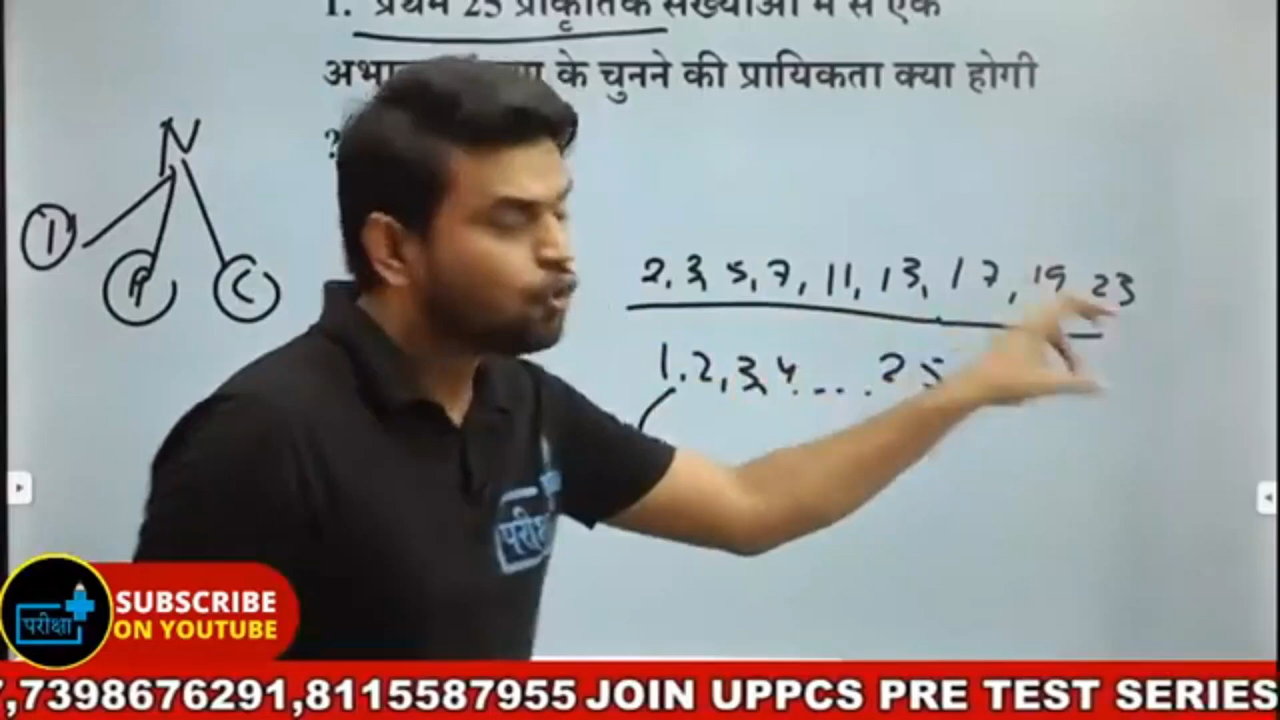 1. प्रथम 25 प्राकृतिक संख्याओं में से एक
के चुनने की प्रायिकता क्या होगी
?
N
1
P
C
2, 3, 5, 7, 11, 13, 17, 19, 23
1, 2, 3, 4, ... 25
परीक्षा
परीक्षा
SUBSCRIBE
ON YOUTUBE
,7398676291,8115587955 JOIN UPPCS PRE TEST SERIES